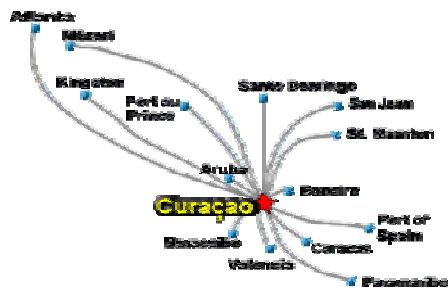 Atlanta
Miami
Kingston
Port au
Prince
Santo Domingo
San Juan
St. Maarten
Aruba
Bonaire
Curaçao
Port of
Spain
Maracaibo
Caracas
Valencia
Paramaribo